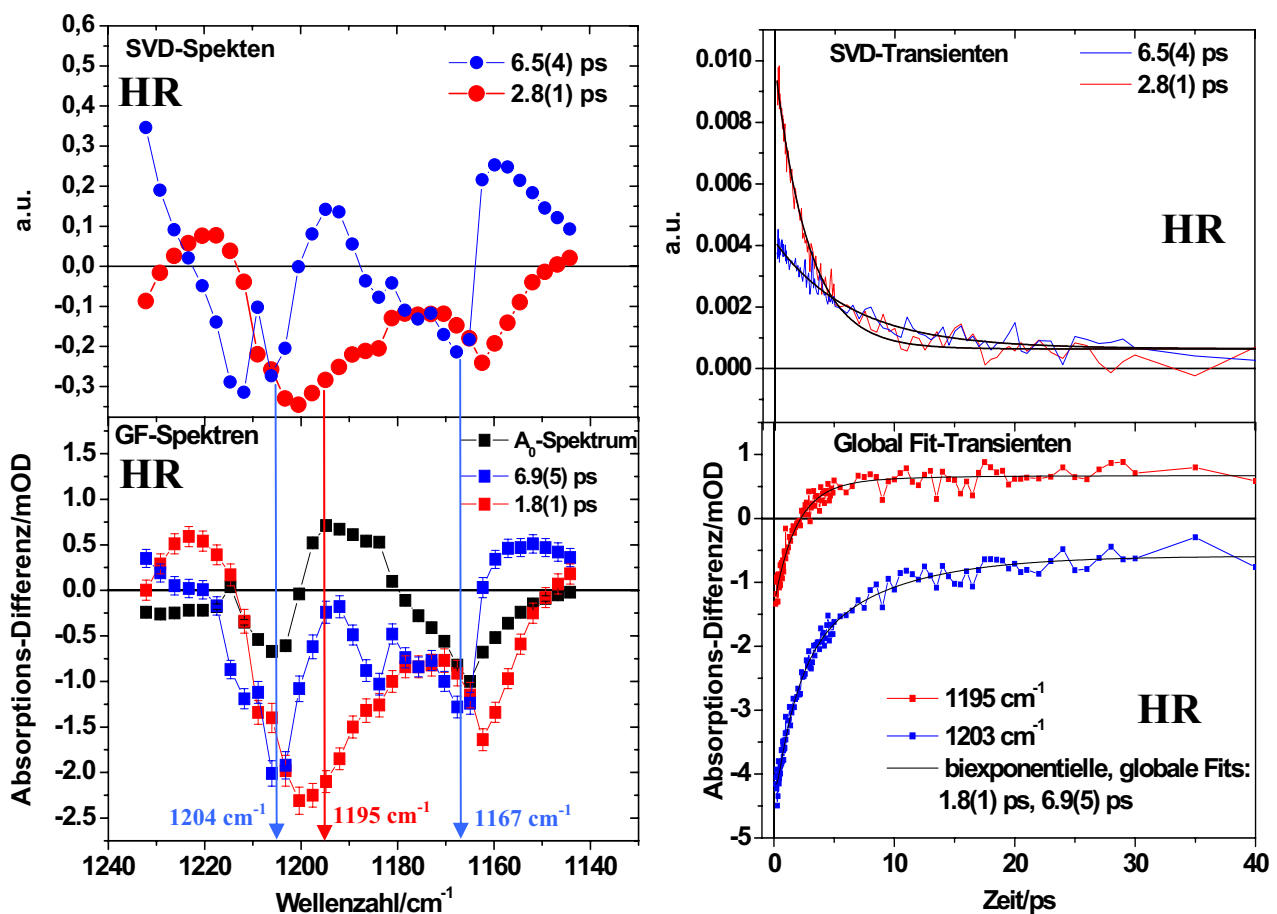 0,6
0,5
0,4
0,3
0,2
0,1
0,0
-0,1
-0,2
-0,3
a.u.
SVD-Spekten
HR
6.5(4) ps
2.8(1) ps
1.5
1.0
0.5
0.0
-0.5
-1.0
-1.5
-2.0
-2.5
Absorptions-Differenz/mOD
GF-Spektren
HR
A0-Spektrum
6.9(5) ps
1.8(1) ps
1204 cm-1
1195 cm-1
1167 cm-1
1240 1220 1200 1180 1160 1140
Wellenzahl/cm-1
0.010
0.008
0.006
0.004
0.002
0.000
a.u.
SVD-Transienten
6.5(4) ps
2.8(1) ps
HR
1
0
-1
-2
-3
-4
-5
Absorptions-Differenz/mOD
Global Fit-Transienten
1195 cm-1
1203 cm-1
HR
biexponentielle, globale Fits:
1.8(1) ps, 6.9(5) ps
0 10 20 30 40
Zeit/ps